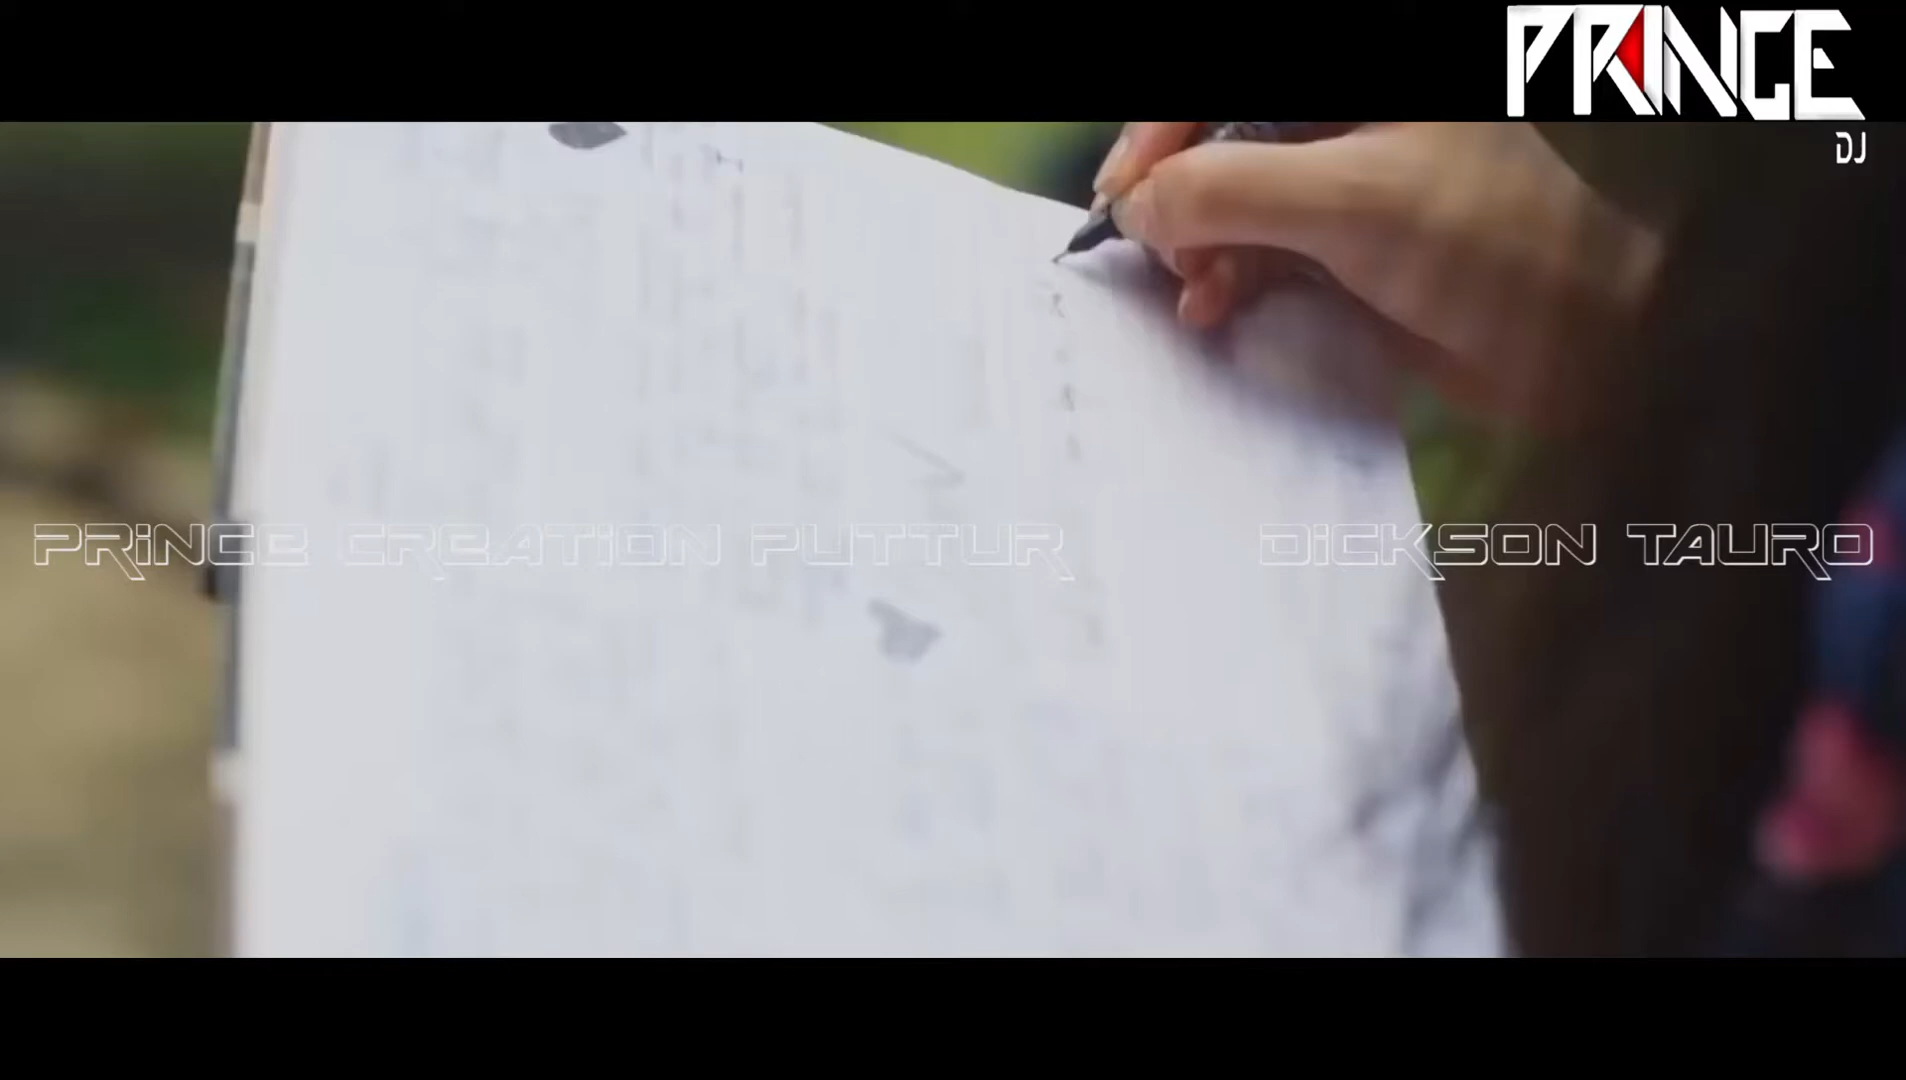 PRINCE
DJ
PRiNCE CREATiON PUTTUR
DiCKSON TAURO